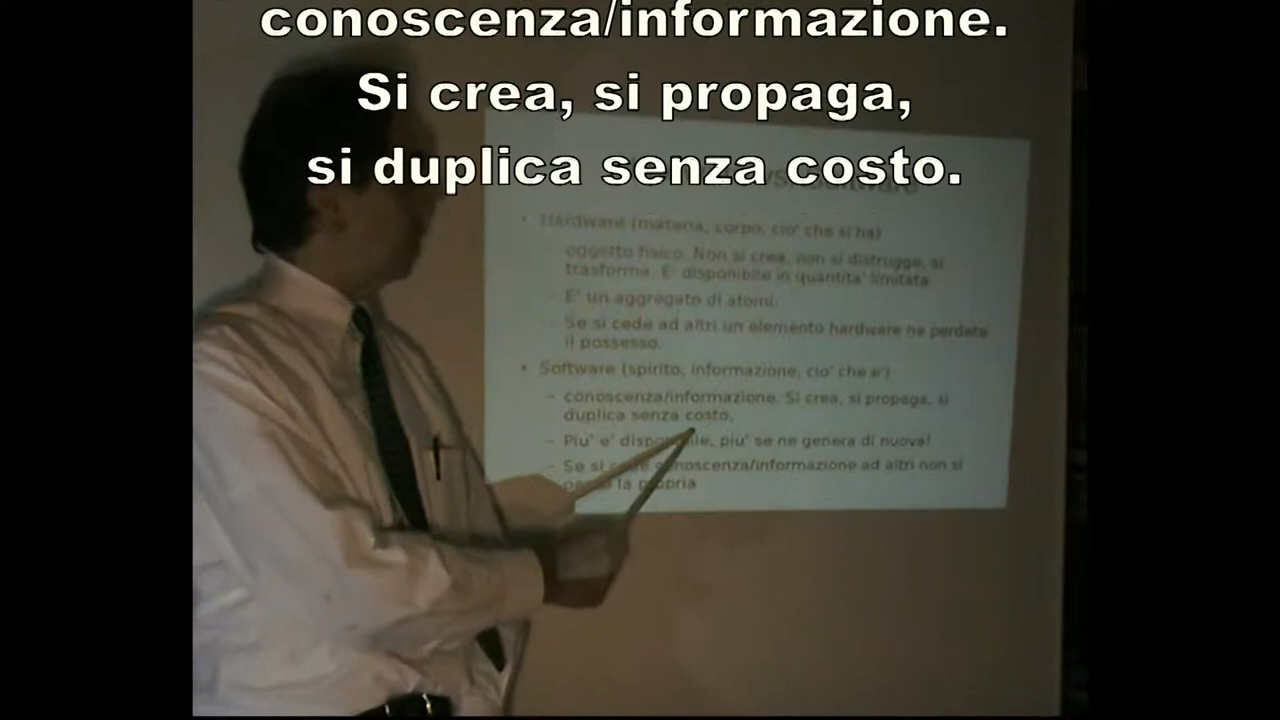 conoscenza/informazione.
Si crea, si propaga,
si duplica senza costo.
• Hardware (materia, corpo, cio' che si ha)
oggetto fisico. Non si crea, non si distrugge, si
trasforma. E' disponibile in quantita' limitata
– E' un aggregato di atomi.
– Se si cede ad altri un elemento hardware ne perdete
il possesso.
• Software (spirito, informazione, cio' che e')
– conoscenza/informazione. Si crea, si propaga, si
duplica senza costo.
– Piu' e' disponibile, piu' se ne genera di nuova!
– Se si cede conoscenza/informazione ad altri non si
perde la propria